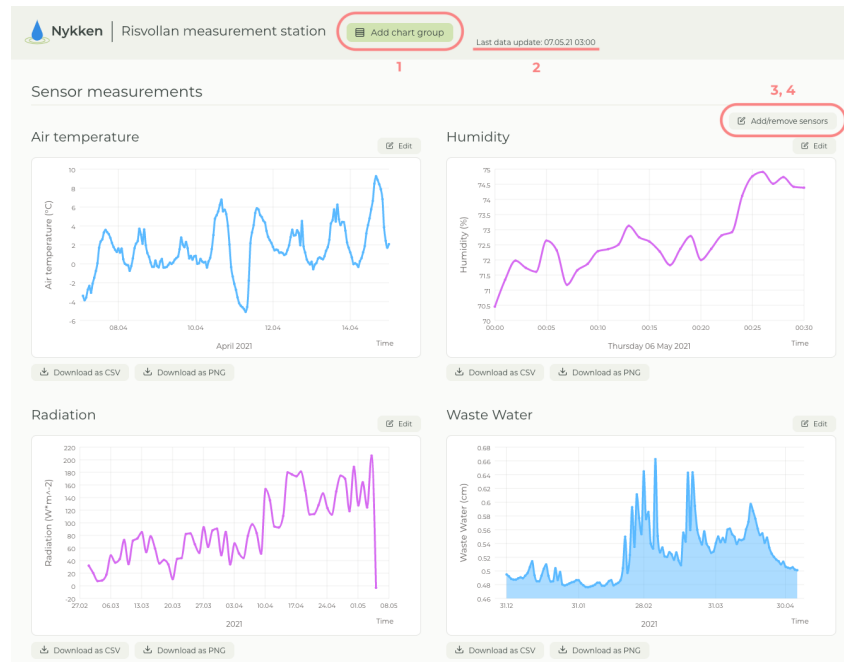 Nykken | Risvollan measurement station
Add chart group
Last data update: 07.05.21 03:00
1
2
Sensor measurements
3, 4
Add/remove sensors
Air temperature
Edit
Humidity
Edit
Air temperature (°C)
10
8
6
4
2
0
-2
-4
-6
08.04
10.04
12.04
14.04
April 2021
Time
Humidity (%)
75
74.5
74
73.5
73
72.5
72
71.5
71
70.5
70
00:00
00:05
00:10
00:15
00:20
00:25
00:30
Thursday 06 May 2021
Time
Download as CSV
Download as PNG
Download as CSV
Download as PNG
Radiation
Edit
Waste Water
Edit
Radiation (W*m^-2)
220
200
180
160
140
120
100
80
60
40
20
0
-20
27.02
06.03
13.03
20.03
27.03
03.04
10.04
17.04
24.04
01.05
08.05
2021
Time
Waste Water (cm)
0.68
0.66
0.64
0.62
0.6
0.58
0.56
0.54
0.52
0.5
0.48
0.46
31.12
31.01
28.02
31.03
30.04
2021
Time
Download as CSV
Download as PNG
Download as CSV
Download as PNG